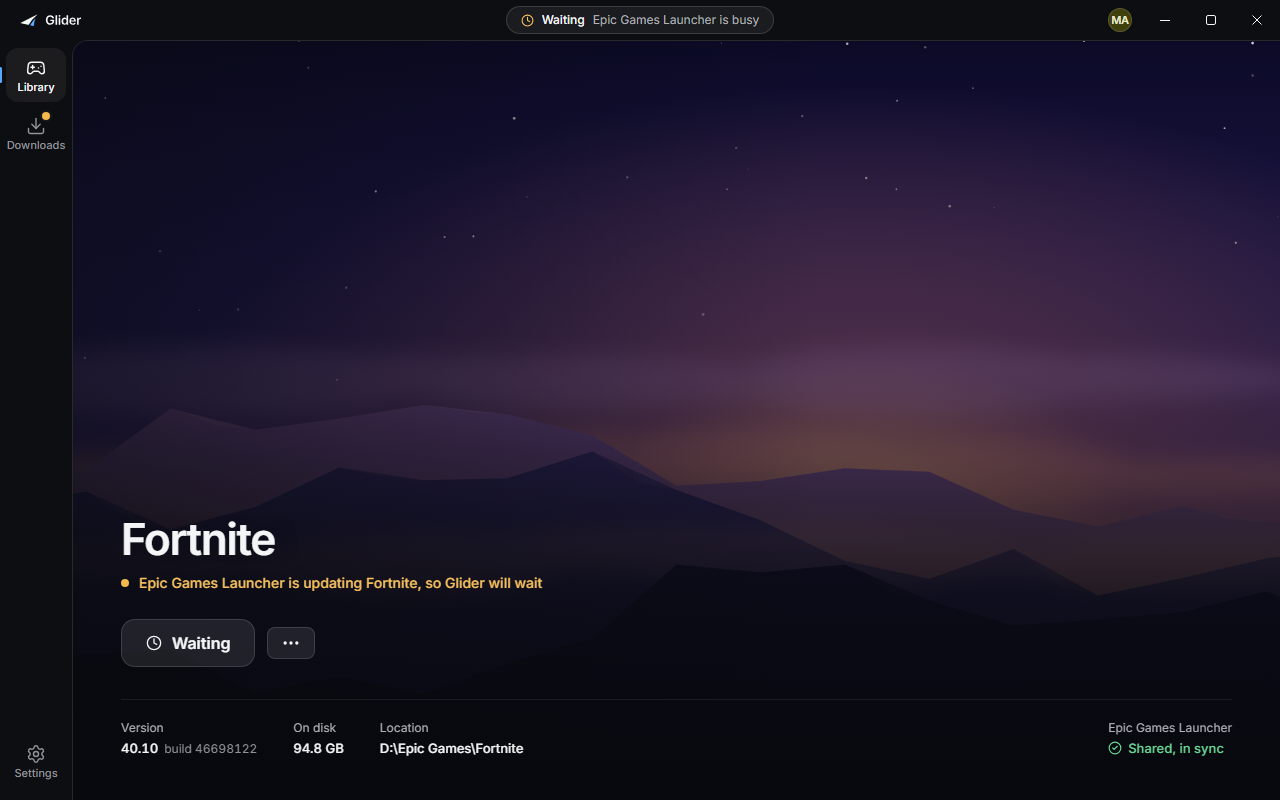 Glider
Waiting Epic Games Launcher is busy
MA
Library
Downloads
Fortnite
Epic Games Launcher is updating Fortnite, so Glider will wait
Waiting
Version
40.10 build 46698122
On disk
94.8 GB
Location
D:\Epic Games\Fortnite
Epic Games Launcher
Shared, in sync
Settings